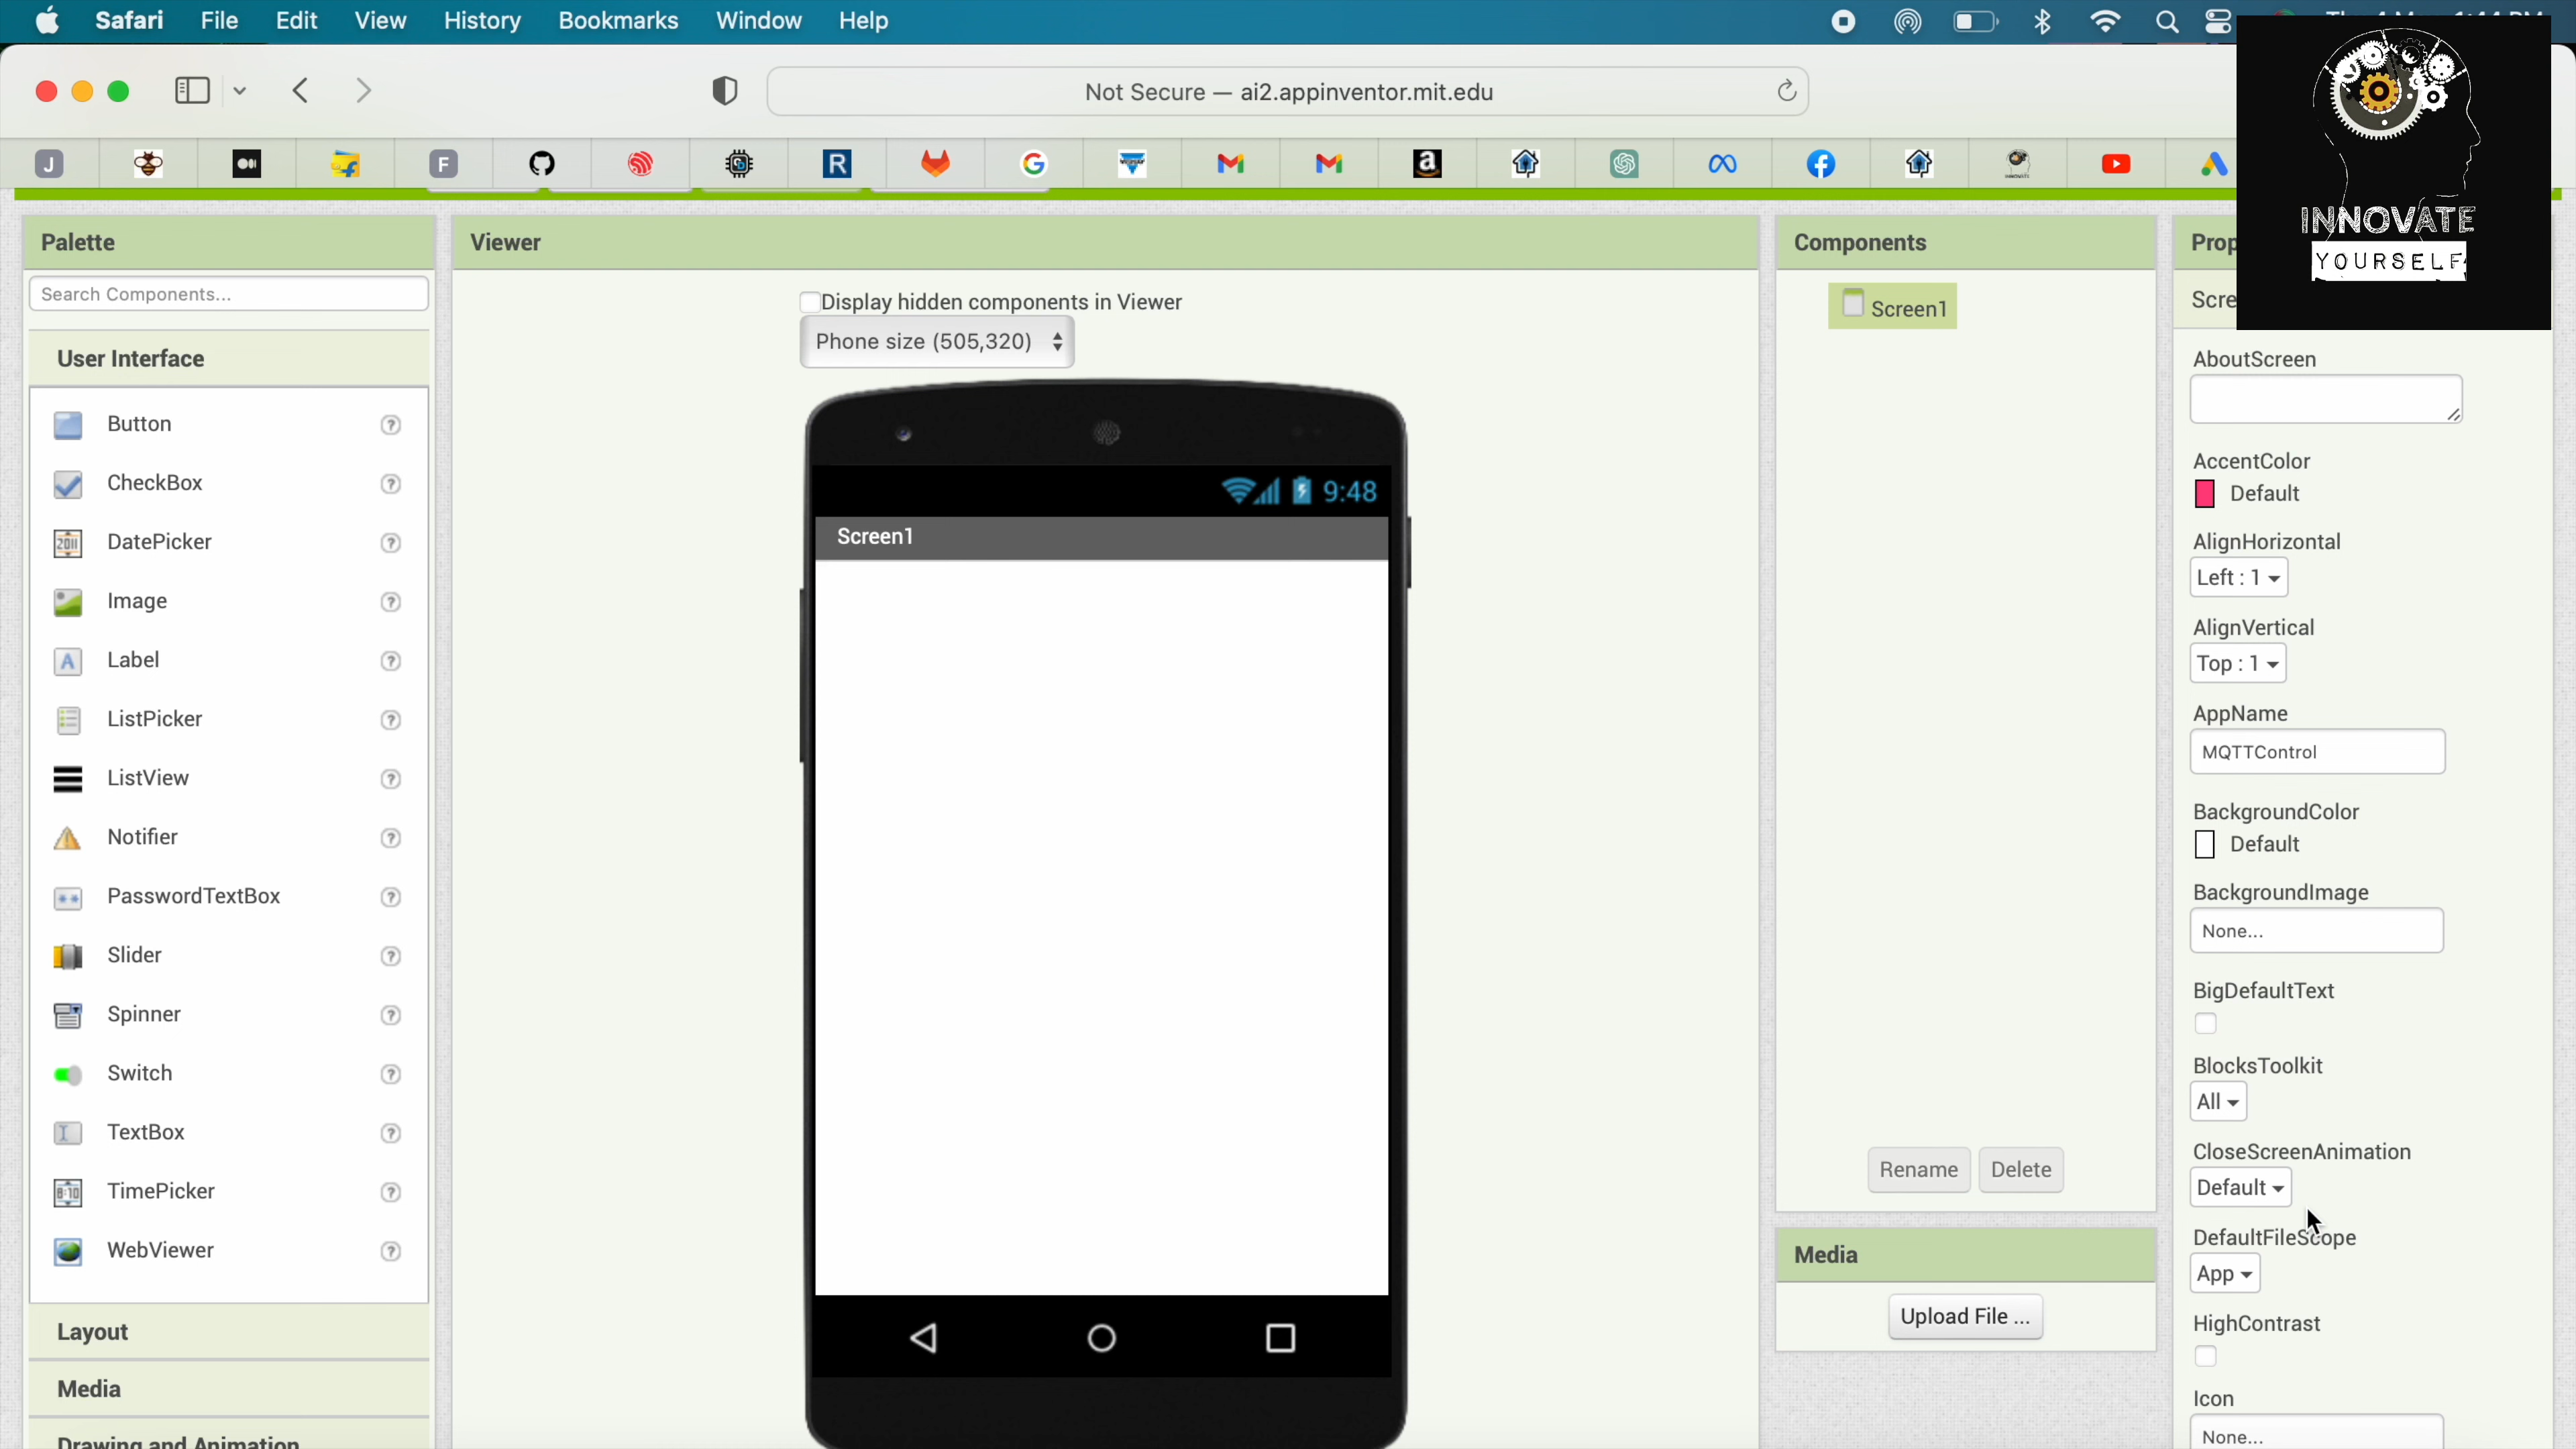 Safari File Edit View History Bookmarks Window Help
Not Secure — ai2.appinventor.mit.edu
J
F
R
G
a
INNOVATE
YOURSELF
Palette
Search Components...
User Interface
Button
CheckBox
DatePicker
Image
Label
ListPicker
ListView
Notifier
PasswordTextBox
Slider
Spinner
Switch
TextBox
TimePicker
WebViewer
Layout
Media
Drawing and Animation
Viewer
Display hidden components in Viewer
Phone size (505,320)
9:48
Screen1
Components
Screen1
Rename Delete
Media
Upload File ...
Prop
Scre
AboutScreen
AccentColor
Default
AlignHorizontal
Left : 1
AlignVertical
Top : 1
AppName
MQTTControl
BackgroundColor
Default
BackgroundImage
None...
BigDefaultText
BlocksToolkit
All
CloseScreenAnimation
Default
DefaultFileScope
App
HighContrast
Icon
None...